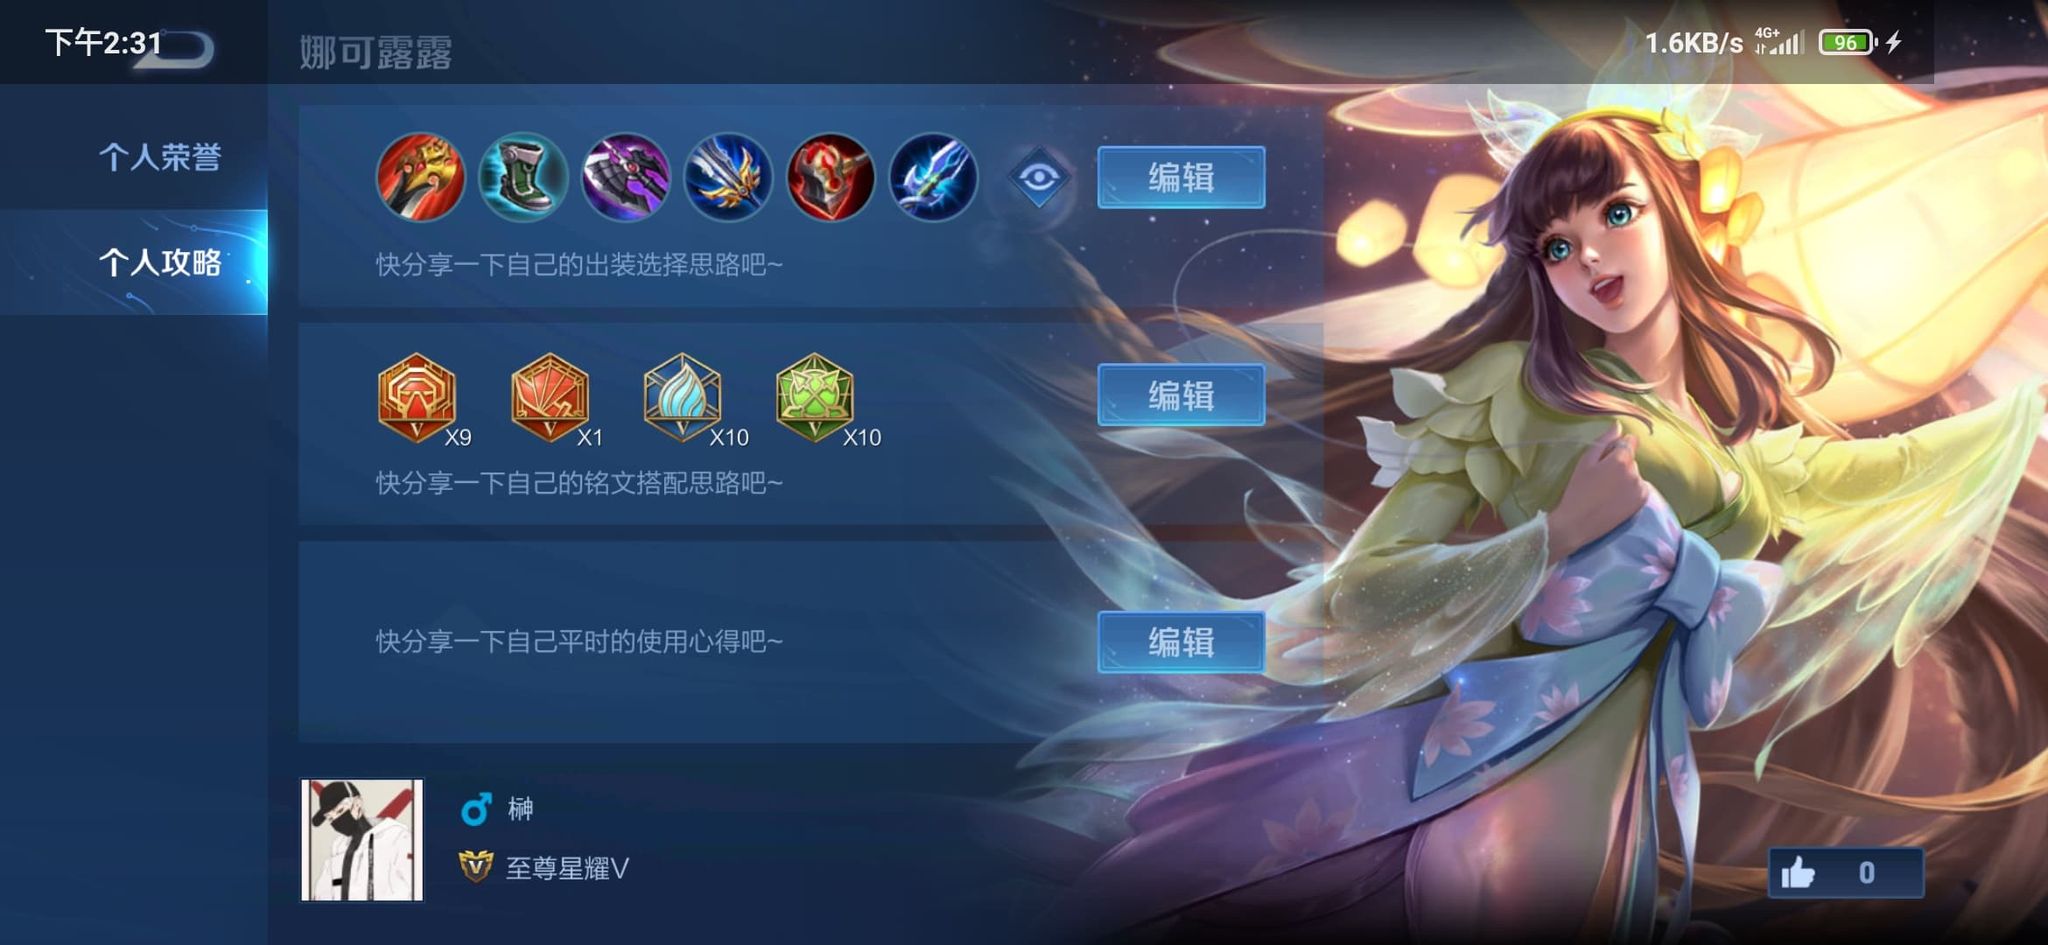 下午2:31
娜可露露
1.6KB/s 4G+ 96
个人荣誉
个人攻略
编辑
快分享一下自己的出装选择思路吧~
V X9 V X1 V X10 V X10
编辑
快分享一下自己的铭文搭配思路吧~
快分享一下自己平时的使用心得吧~
编辑
榊
V 至尊星耀V
0